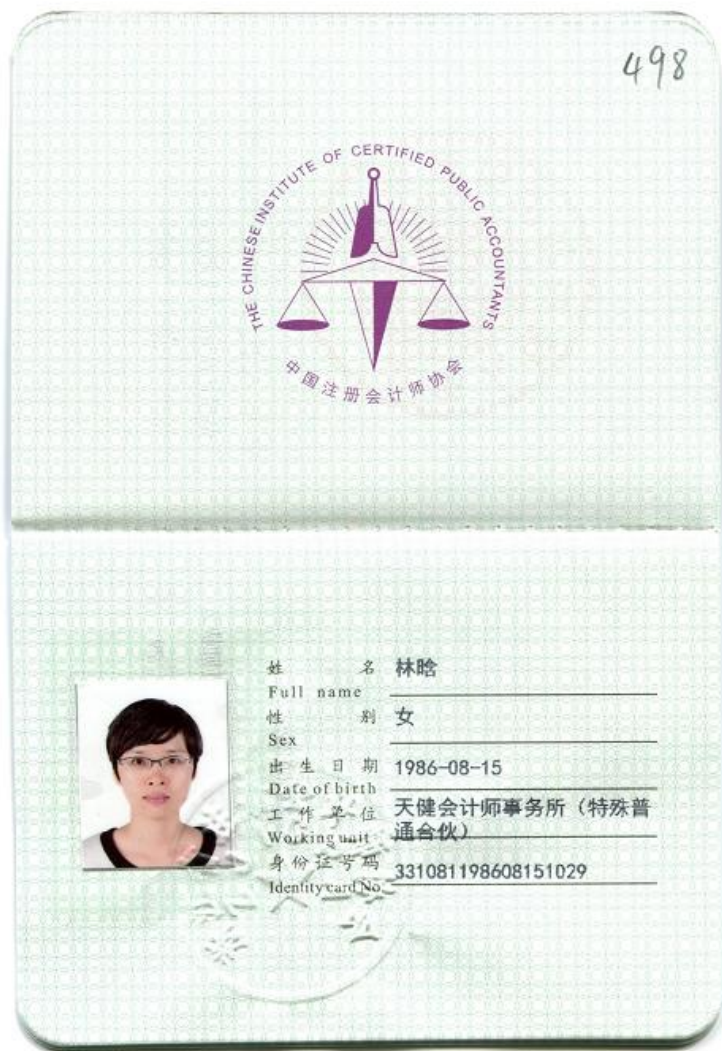 498
THE CHINESE INSTITUTE OF CERTIFIED PUBLIC ACCOUNTANTS
中国注册会计师协会
姓 名 林晗
Full name
性 别 女
Sex
出生日期 1986-08-15
Date of birth
工作单位 天健会计师事务所（特殊普
通合伙）
Working unit
身份证号码 331081198608151029
Identity card No.